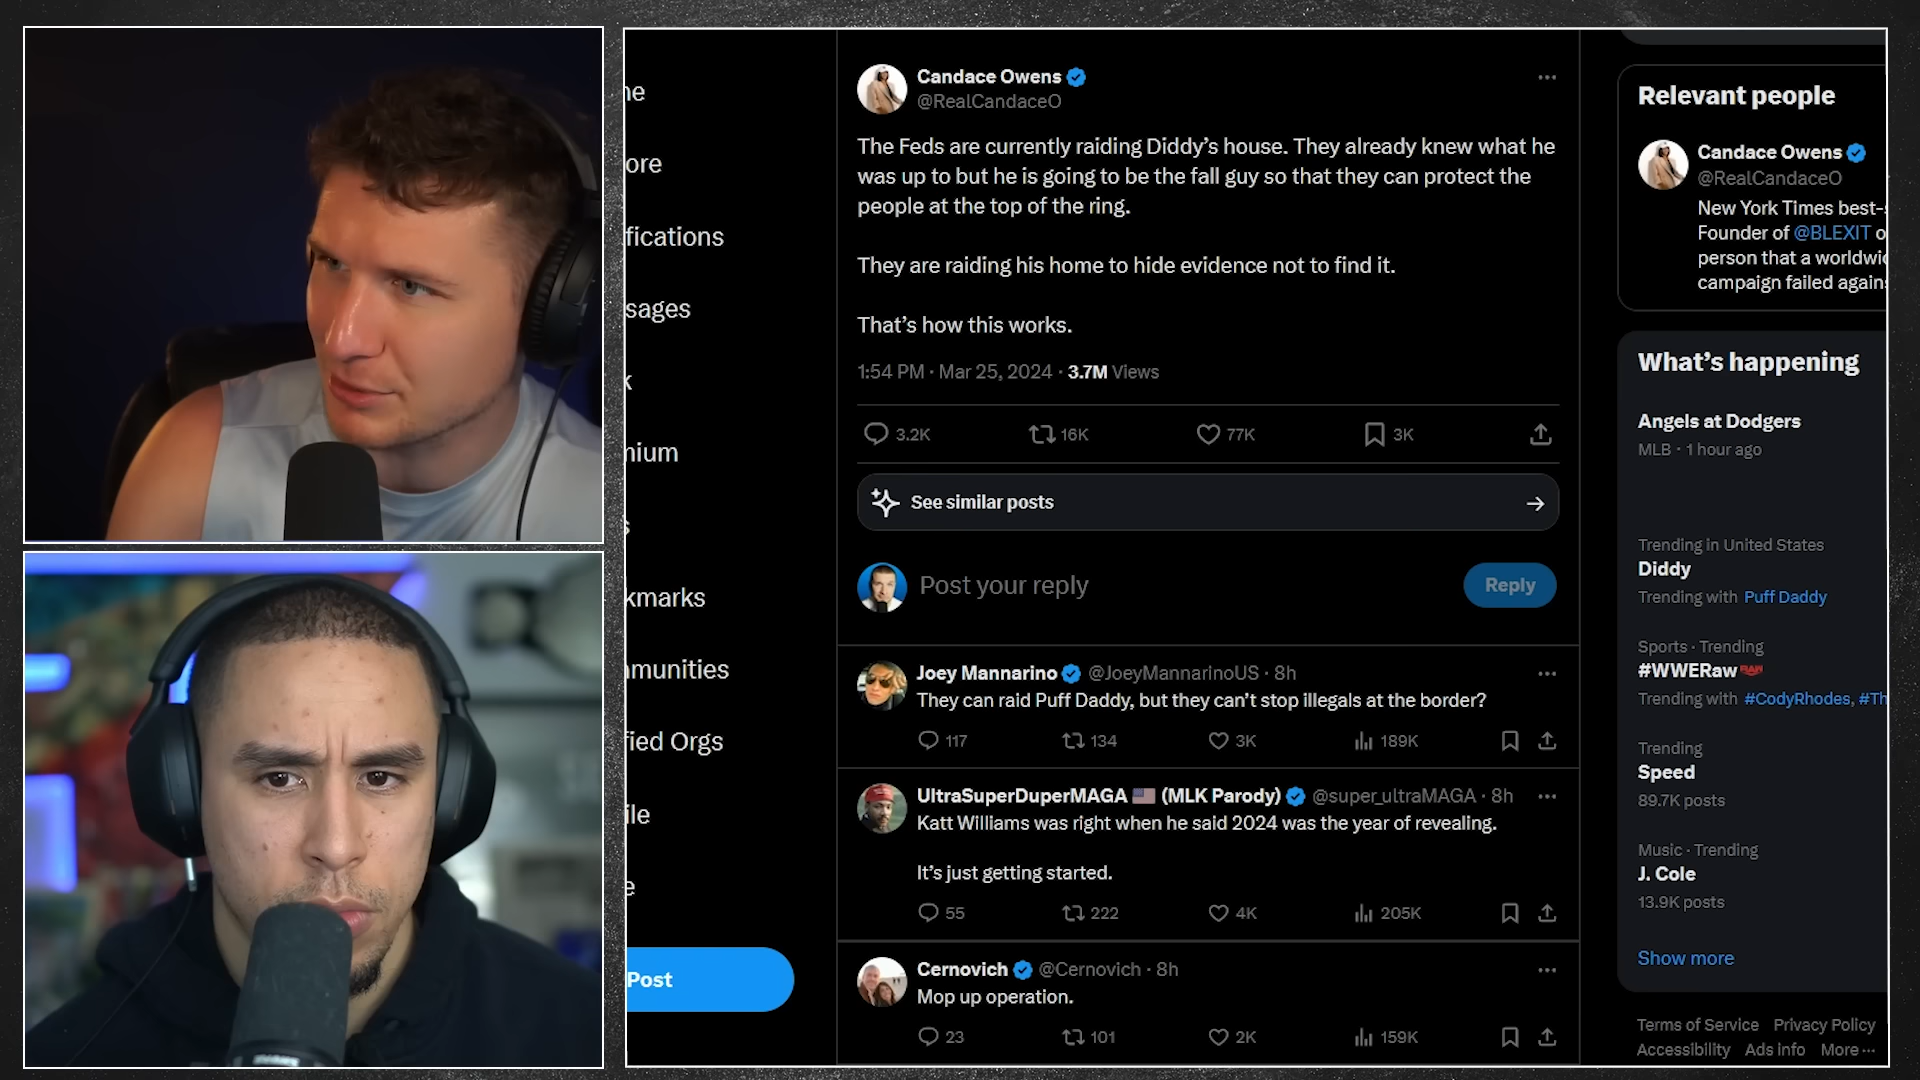 ne
ore
fications
sages
k
nium
s
kmarks
munities
fied Orgs
ile
e
Post
Candace Owens
@RealCandaceO
The Feds are currently raiding Diddy’s house. They already knew what he
was up to but he is going to be the fall guy so that they can protect the
people at the top of the ring.
They are raiding his home to hide evidence not to find it.
That’s how this works.
1:54 PM · Mar 25, 2024 · 3.7M Views
3.2K 16K 77K 3K
See similar posts
Post your reply
Reply
Joey Mannarino @JoeyMannarinoUS · 8h
They can raid Puff Daddy, but they can’t stop illegals at the border?
117 134 3K 189K
UltraSuperDuperMAGA 🇺🇸 (MLK Parody) @super_ultraMAGA · 8h
Katt Williams was right when he said 2024 was the year of revealing.
It’s just getting started.
55 222 4K 205K
Cernovich @Cernovich · 8h
Mop up operation.
23 101 2K 159K
Relevant people
Candace Owens
@RealCandaceO
New York Times best-s
Founder of @BLEXIT o
person that a worldwi
campaign failed again
What’s happening
Angels at Dodgers
MLB · 1 hour ago
Trending in United States
Diddy
Trending with Puff Daddy
Sports · Trending
#WWERaw
Trending with #CodyRhodes, #Th
Trending
Speed
89.7K posts
Music · Trending
J. Cole
13.9K posts
Show more
Terms of Service Privacy Policy
Accessibility Ads info More ···